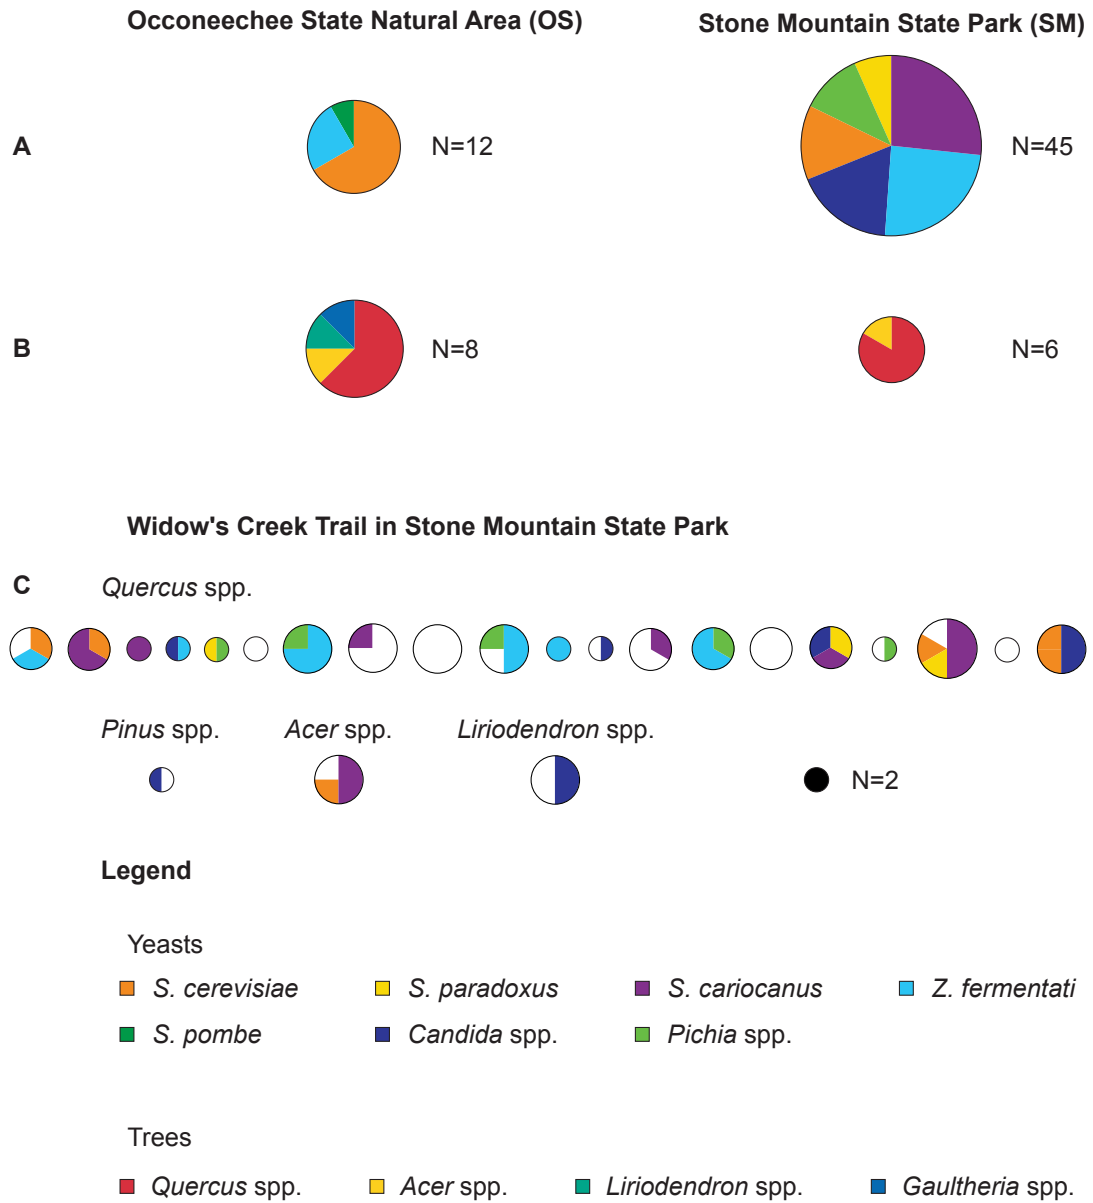 Occoneechee State Natural Area (OS)
Stone Mountain State Park (SM)
A
N=12
N=45
B
N=8
N=6
Widow's Creek Trail in Stone Mountain State Park
C
Quercus spp.
Pinus spp.
Acer spp.
Liriodendron spp.
N=2
Legend
Yeasts
S. cerevisiae
S. paradoxus
S. cariocanus
Z. fermentati
S. pombe
Candida spp.
Pichia spp.
Trees
Quercus spp.
Acer spp.
Liriodendron spp.
Gaultheria spp.